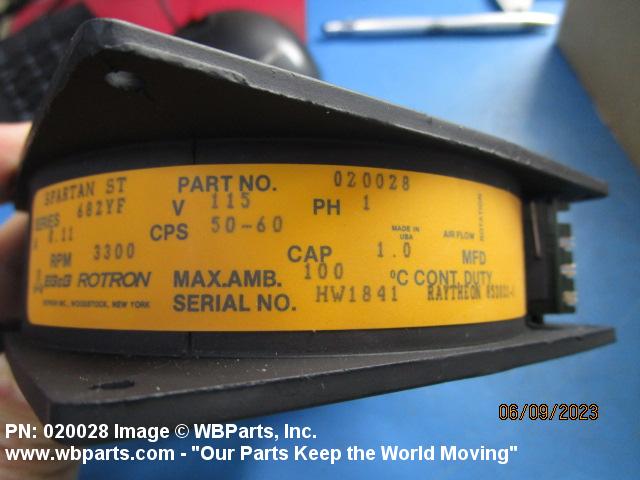 SPARTAN ST PART NO. 020028
SERIES 682YF V 115 PH 1
A 0.11 CPS 50-60 MADE IN USA AIR FLOW ROTATION
RPM 3300 CAP 1.0 MFD
EG&G ROTRON MAX.AMB. 100 °C CONT. DUTY
ROTRON INC., WOODSTOCK, NEW YORK SERIAL NO. HW1841 RAYTHEON
06/09/2023
PN: 020028 Image © WBParts, Inc.
www.wbparts.com - "Our Parts Keep the World Moving"